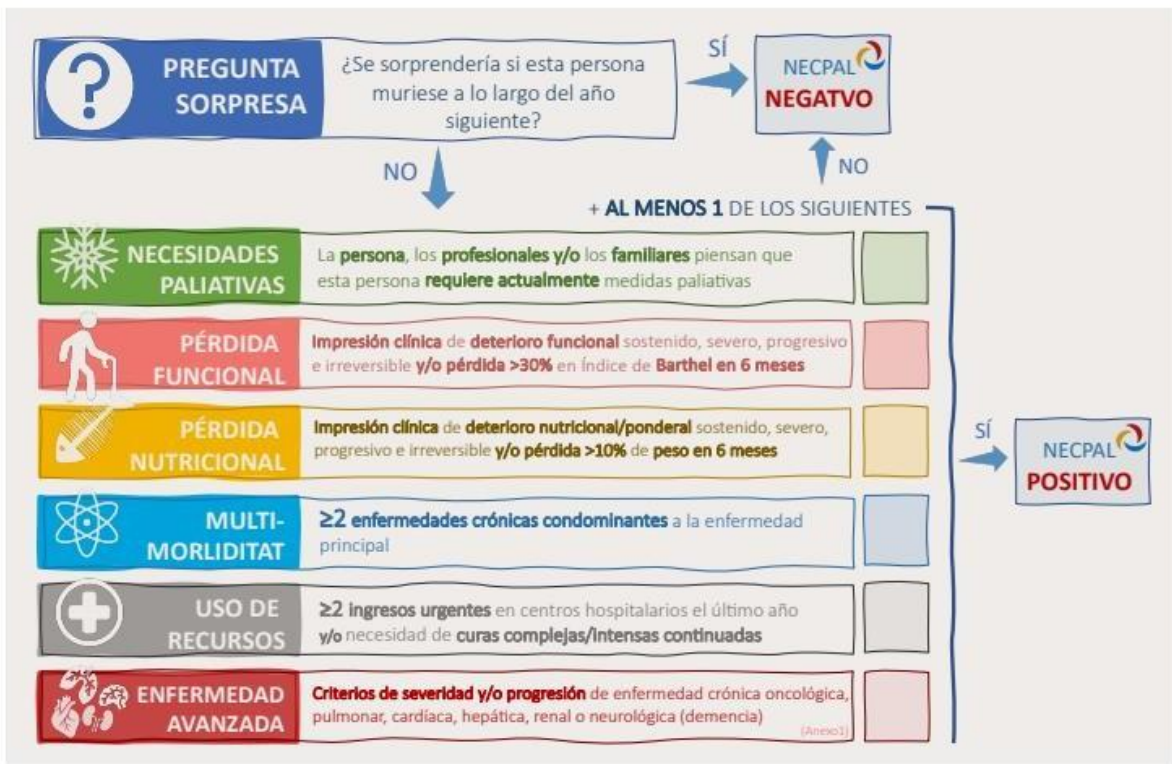 PREGUNTA
SORPRESA
¿Se sorprendería si esta persona
muriese a lo largo del año
siguiente?
SÍ
NECPAL
NEGATVO
NO
NO
+ AL MENOS 1 DE LOS SIGUIENTES
NECESIDADES
PALIATIVAS
La persona, los profesionales y/o los familiares piensan que
esta persona requiere actualmente medidas paliativas
PÉRDIDA
FUNCIONAL
Impresión clínica de deterioro funcional sostenido, severo, progresivo
e irreversible y/o pérdida >30% en Índice de Barthel en 6 meses
PÉRDIDA
NUTRICIONAL
Impresión clínica de deterioro nutricional/ponderal sostenido, severo,
progresivo e irreversible y/o pérdida >10% de peso en 6 meses
SÍ
NECPAL
POSITIVO
MULTI-
MORLIDITAT
≥2 enfermedades crónicas condominantes a la enfermedad
principal
USO DE
RECURSOS
≥2 ingresos urgentes en centros hospitalarios el último año
y/o necesidad de curas complejas/intensas continuadas
ENFERMEDAD
AVANZADA
Criterios de severidad y/o progresión de enfermedad crónica oncológica,
pulmonar, cardíaca, hepática, renal o neurológica (demencia)
(Anexo1)